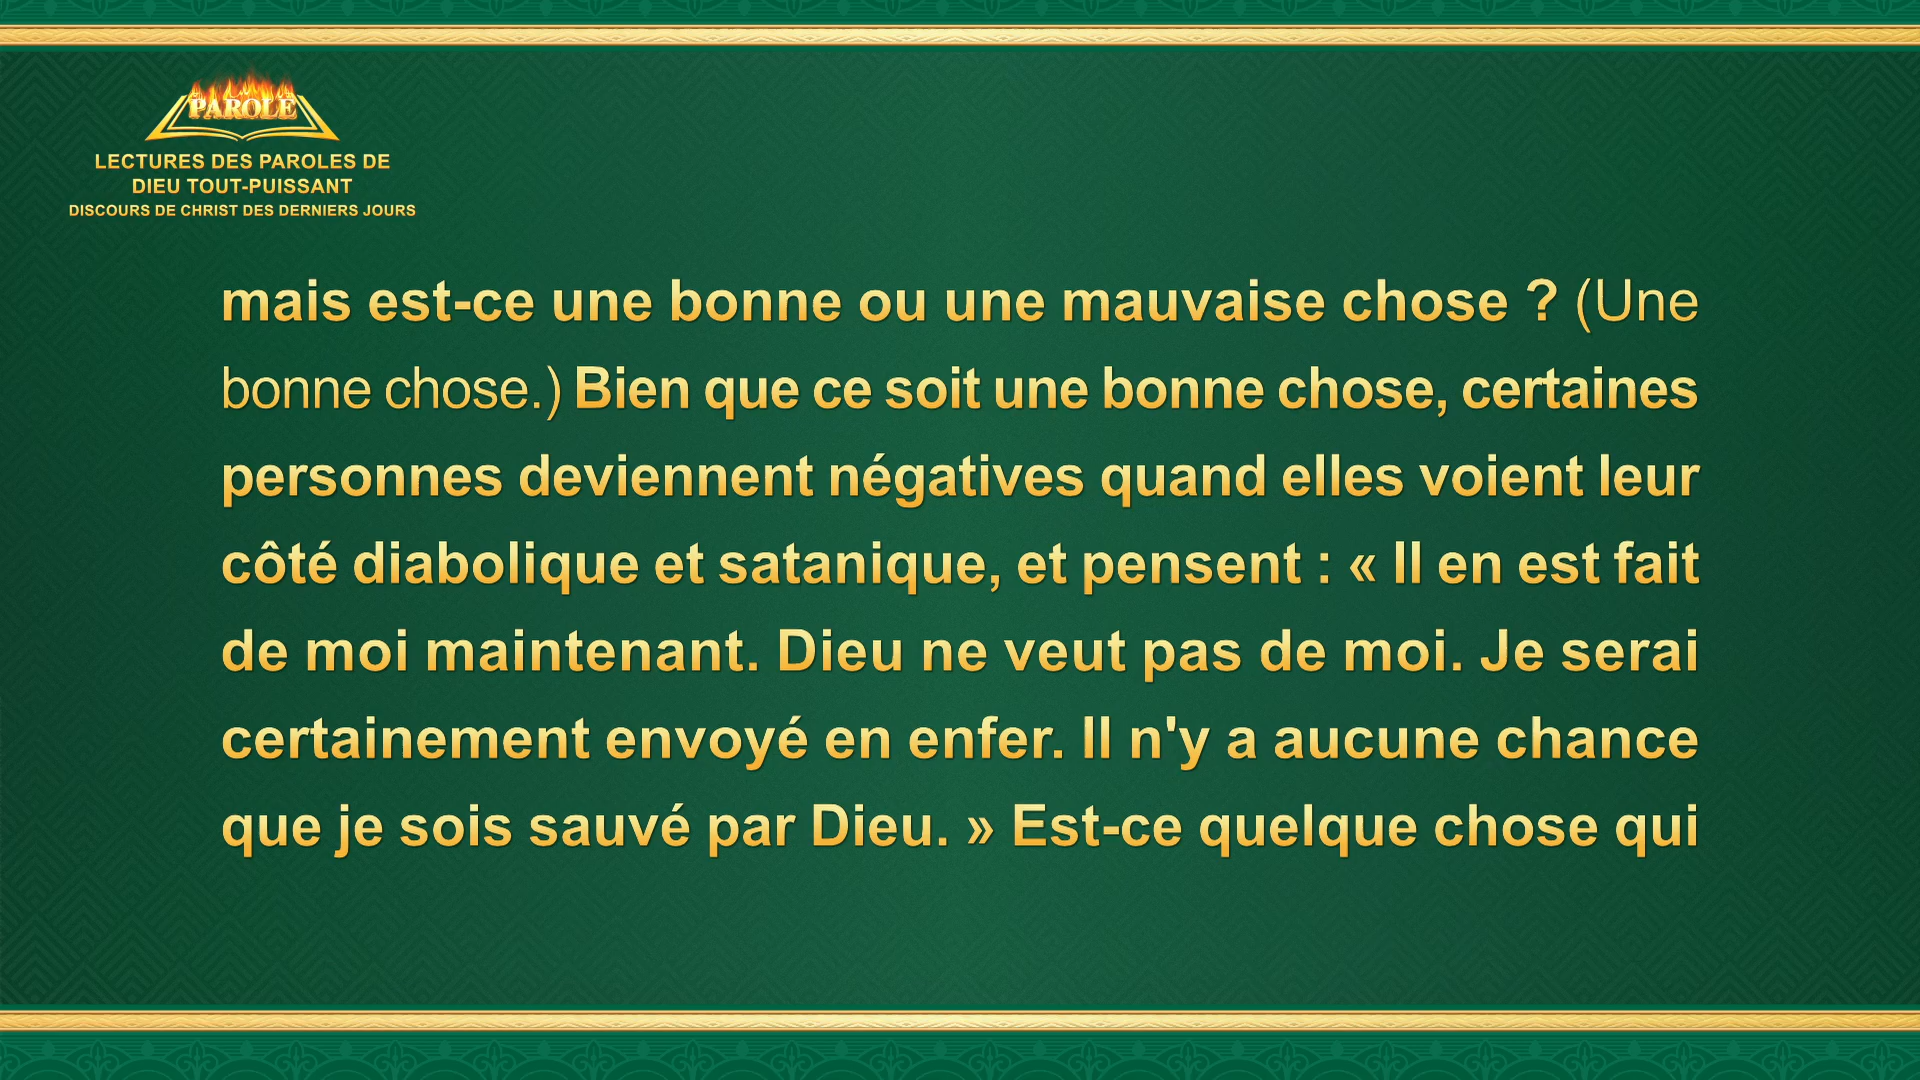 PAROLE
LECTURES DES PAROLES DE
DIEU TOUT-PUISSANT
DISCOURS DE CHRIST DES DERNIERS JOURS
mais est-ce une bonne ou une mauvaise chose ? (Une
bonne chose.) Bien que ce soit une bonne chose, certaines
personnes deviennent négatives quand elles voient leur
côté diabolique et satanique, et pensent : « Il en est fait
de moi maintenant. Dieu ne veut pas de moi. Je serai
certainement envoyé en enfer. Il n'y a aucune chance
que je sois sauvé par Dieu. » Est-ce quelque chose qui